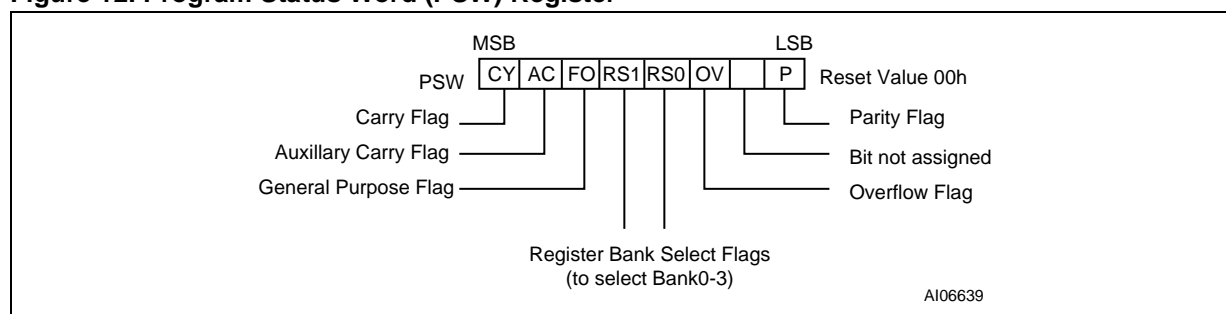 Figure 12. Program Status Word (PSW) Register
MSB LSB
PSW CY AC FO RS1 RS0 OV P Reset Value 00h
Carry Flag Parity Flag
Auxillary Carry Flag Bit not assigned
General Purpose Flag Overflow Flag
Register Bank Select Flags
(to select Bank0-3)
AI06639